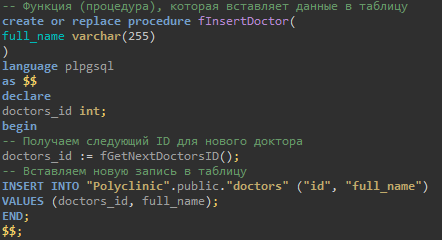 -- Функция (процедура), которая вставляет данные в таблицу
create or replace procedure fInsertDoctor(
full_name varchar(255)
)
language plpgsql
as $$
declare
doctors_id int;
begin
-- Получаем следующий ID для нового доктора
doctors_id := fGetNextDoctorsID();
-- Вставляем новую запись в таблицу
INSERT INTO "Polyclinic".public."doctors" ("id", "full_name")
VALUES (doctors_id, full_name);
END;
$$;